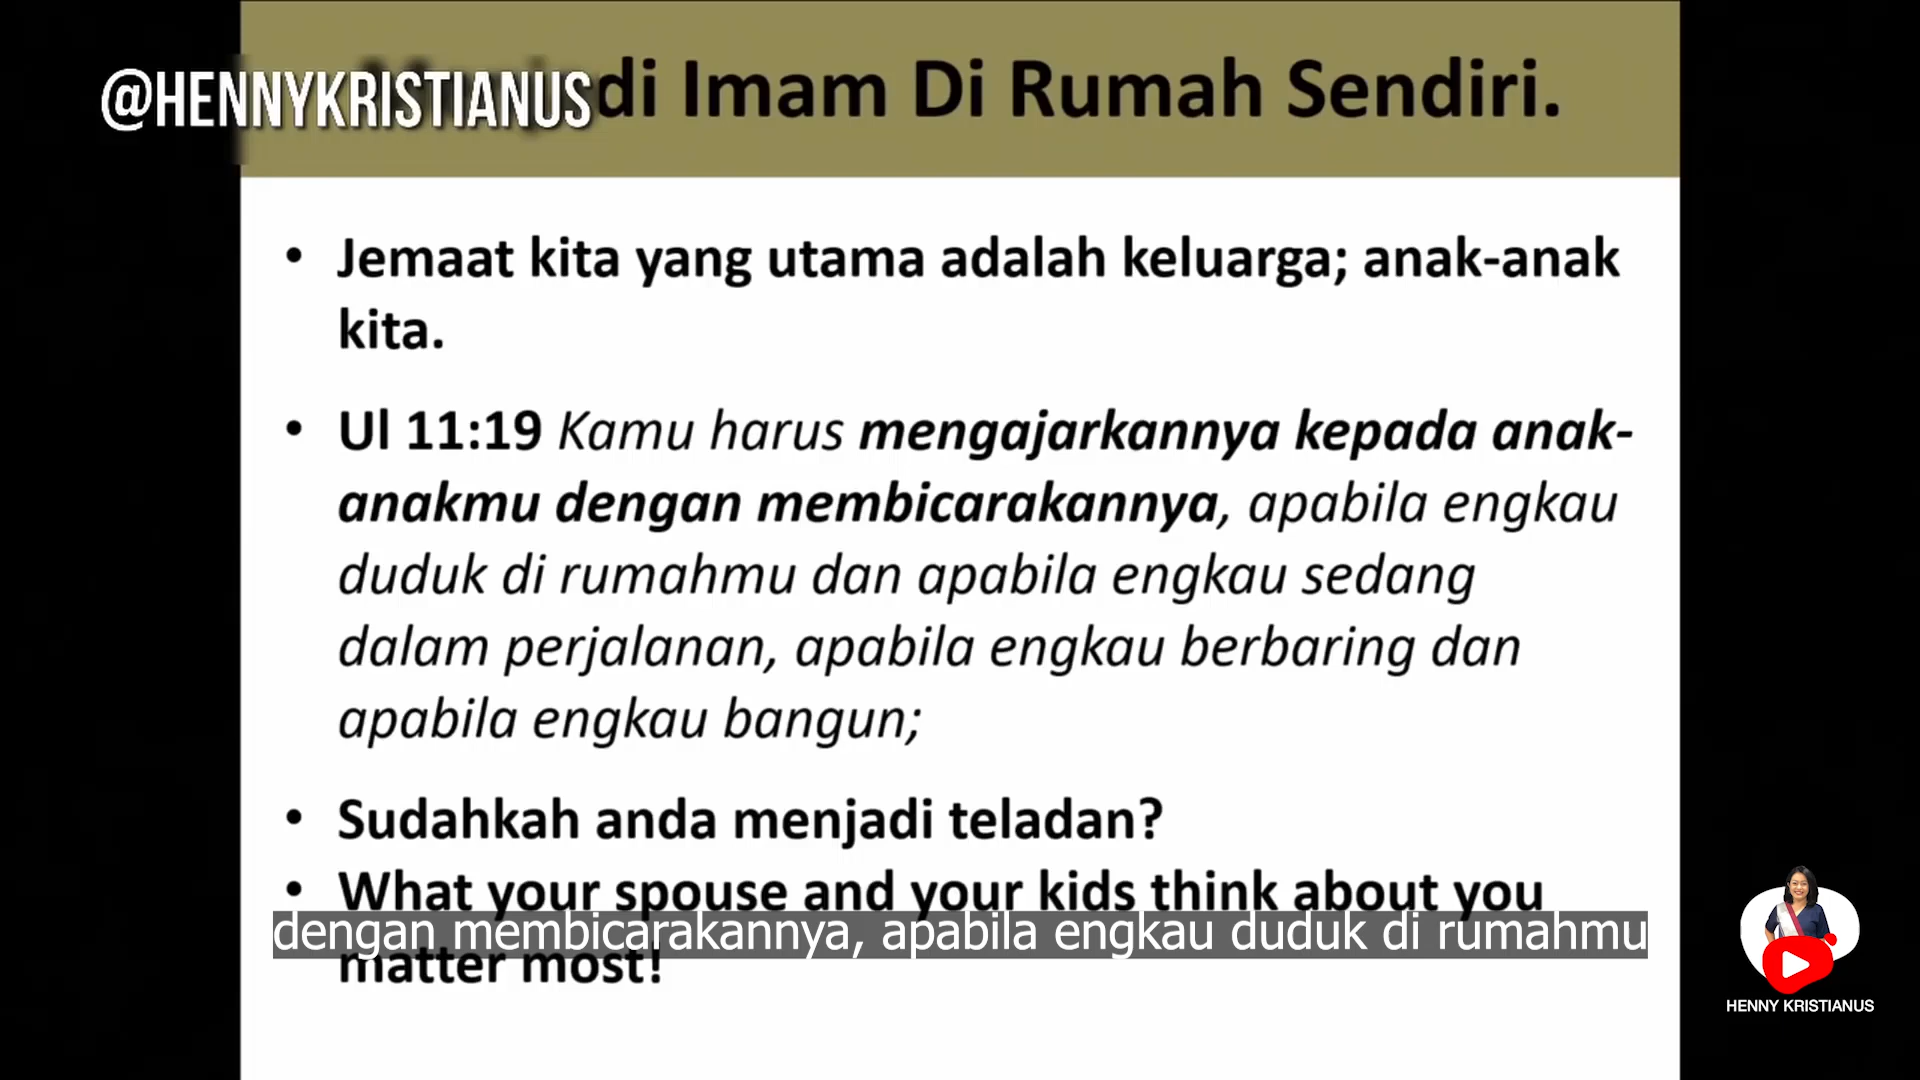 @HENNYKRISTIANUS
di Imam Di Rumah Sendiri.
• Jemaat kita yang utama adalah keluarga; anak-anak
kita.
• Ul 11:19 Kamu harus mengajarkannya kepada anak-
anakmu dengan membicarakannya, apabila engkau
duduk di rumahmu dan apabila engkau sedang
dalam perjalanan, apabila engkau berbaring dan
apabila engkau bangun;
• Sudahkah anda menjadi teladan?
• What your spouse and your kids think about you
matter most!
dengan membicarakannya, apabila engkau duduk di rumahmu
HENNY KRISTIANUS